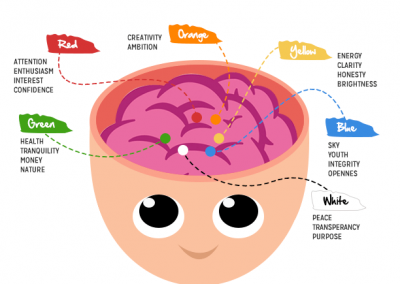 Red
ATTENTION
ENTHUSIASM
INTEREST
CONFIDENCE
Orange
CREATIVITY
AMBITION
Yellow
ENERGY
CLARITY
HONESTY
BRIGHTNESS
Green
HEALTH
TRANQUILITY
MONEY
NATURE
Blue
SKY
YOUTH
INTEGRITY
OPENNES
White
PEACE
TRANSPERANCY
PURPOSE